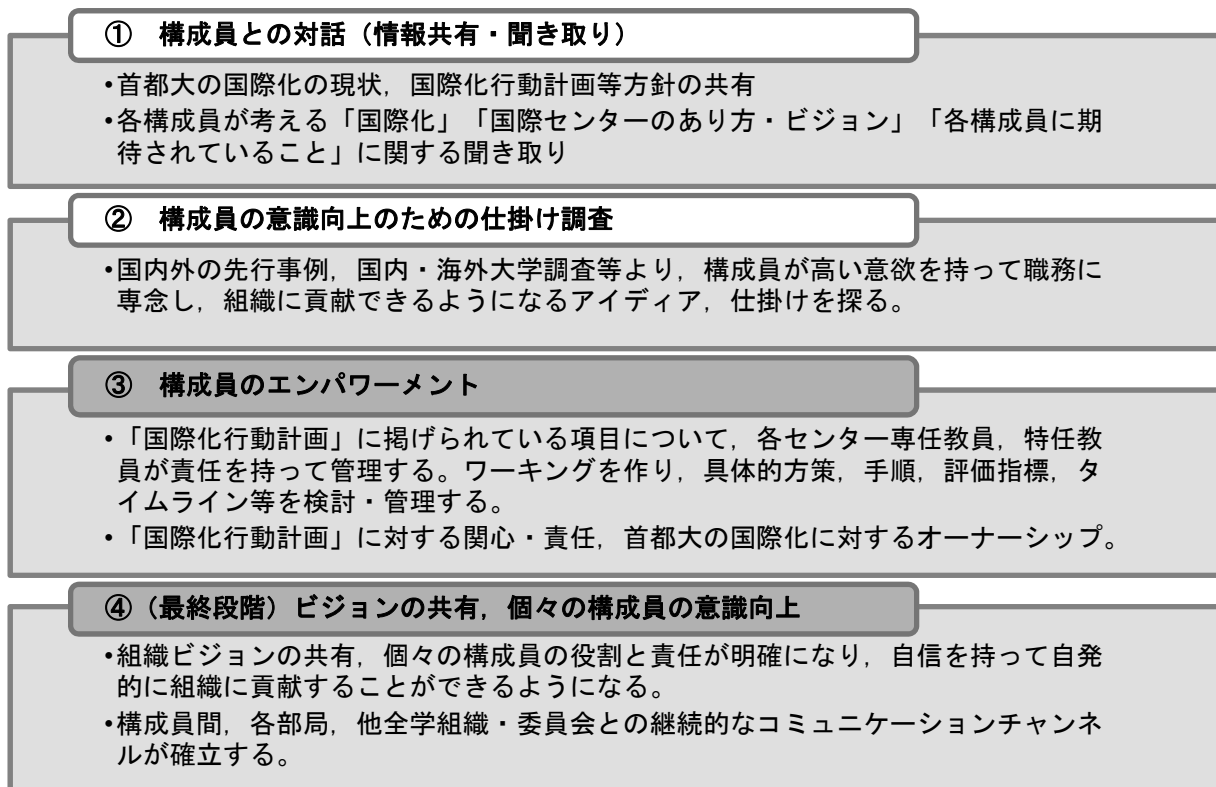 ① 構成員との対話（情報共有・聞き取り）
•首都大の国際化の現状，国際化行動計画等方針の共有
•各構成員が考える「国際化」「国際センターのあり方・ビジョン」「各構成員に期
待されていること」に関する聞き取り
② 構成員の意識向上のための仕掛け調査
•国内外の先行事例，国内・海外大学調査等より，構成員が高い意欲を持って職務に
専念し，組織に貢献できるようになるアイディア，仕掛けを探る。
③ 構成員のエンパワーメント
•「国際化行動計画」に掲げられている項目について，各センター専任教員，特任教
員が責任を持って管理する。ワーキングを作り，具体的方策，手順，評価指標，タ
イムライン等を検討・管理する。
•「国際化行動計画」に対する関心・責任，首都大の国際化に対するオーナーシップ。
④（最終段階）ビジョンの共有，個々の構成員の意識向上
•組織ビジョンの共有，個々の構成員の役割と責任が明確になり，自信を持って自発
的に組織に貢献することができるようになる。
•構成員間，各部局，他全学組織・委員会との継続的なコミュニケーションチャンネ
ルが確立する。